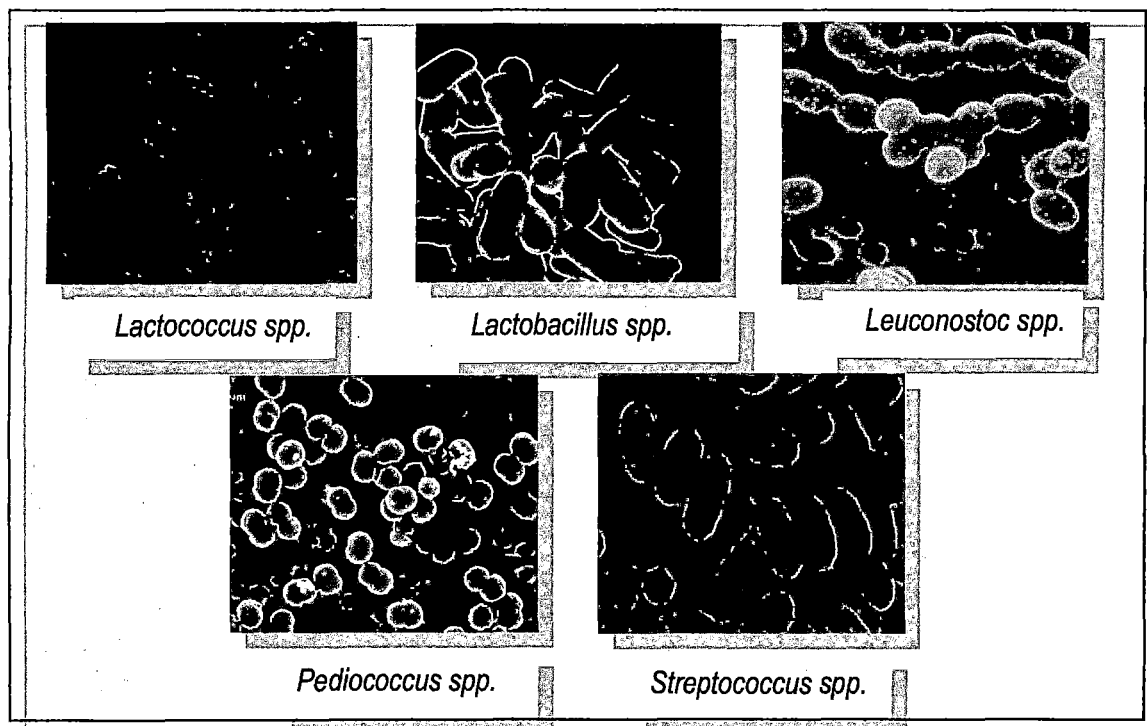 Lactococcus spp.
Lactobacillus spp.
Leuconostoc spp.
Pediococcus spp.
Streptococcus spp.